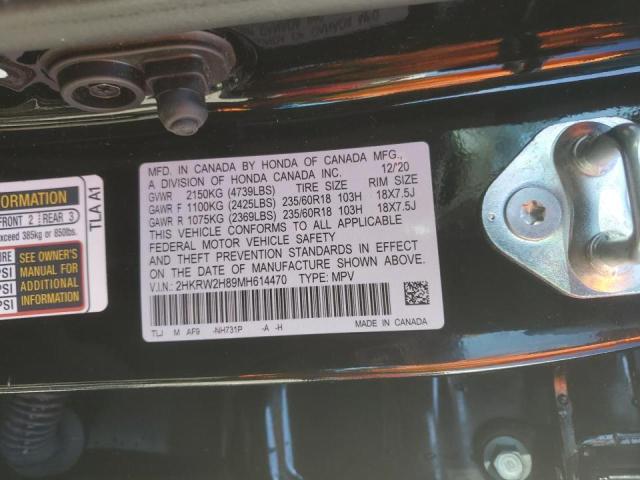 MFD. IN CANADA BY HONDA OF CANADA MFG.,
A DIVISION OF HONDA CANADA INC. 12/20
GVWR 2150KG (4739LBS) TIRE SIZE RIM SIZE
GAWR F 1100KG (2425LBS) 235/60R18 103H 18X7.5J
GAWR R 1075KG (2369LBS) 235/60R18 103H 18X7.5J
THIS VEHICLE CONFORMS TO ALL APPLICABLE
FEDERAL MOTOR VEHICLE SAFETY
AND THEFT PREVENTION STANDARDS IN EFFECT
ON THE DATE OF MANUFACTURE SHOWN ABOVE.
V.I.N.: 2HKRW2H89MH614470 TYPE: MPV
TLJ M AF9 -NH731P -A -H
MADE IN CANADA
FORMATION
FRONT 2 REAR 3
exceed 385kg or 850lbs.
TLA A1
SEE OWNER'S
MANUAL FOR
ADDITIONAL
INFORMATION
PSI
PSI